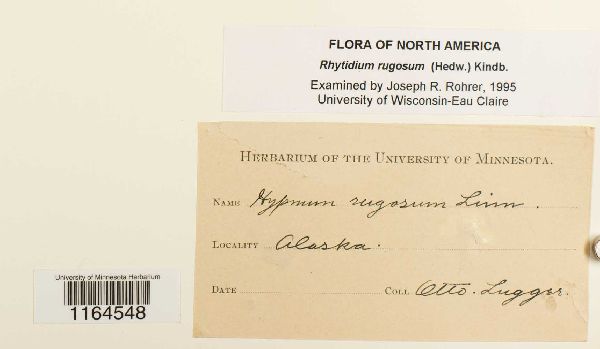 FLORA OF NORTH AMERICA
Rhytidium rugosum (Hedw.) Kindb.
Examined by Joseph R. Rohrer, 1995
University of Wisconsin-Eau Claire
HERBARIUM OF THE UNIVERSITY OF MINNESOTA.
NAME Hypnum rugosum Linn.
LOCALITY Alaska.
DATE COLL Otto. Lugger.
University of Minnesota Herbarium
1164548